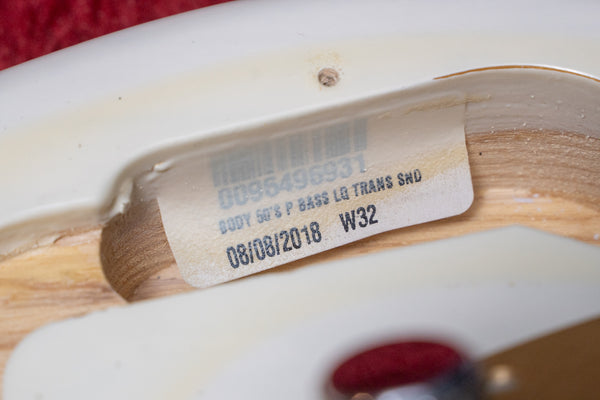 0095496931
BODY 50'S P BASS LQ TRANS SND
08/08/2018 W32